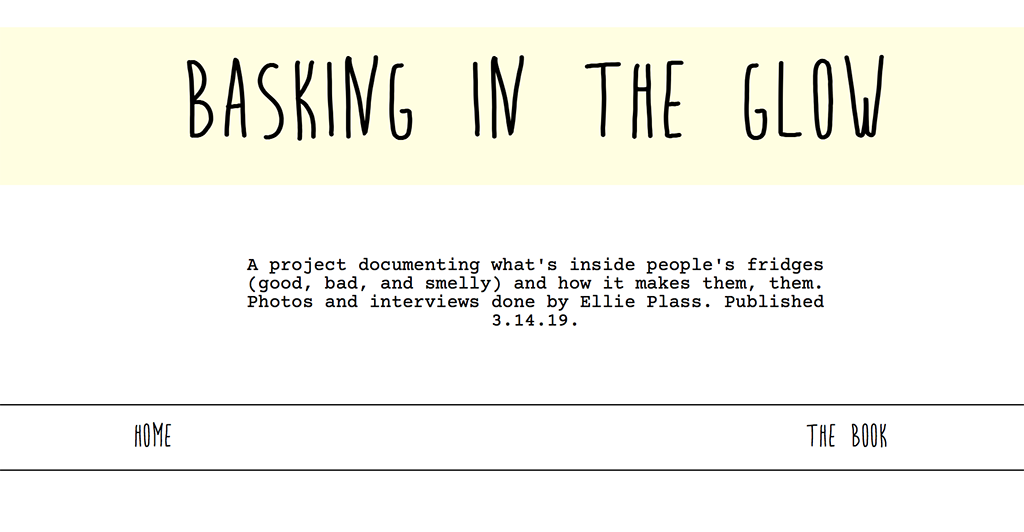 BASKING IN THE GLOW
A project documenting what's inside people's fridges
(good, bad, and smelly) and how it makes them, them.
Photos and interviews done by Ellie Plass. Published
3.14.19.
HOME THE BOOK